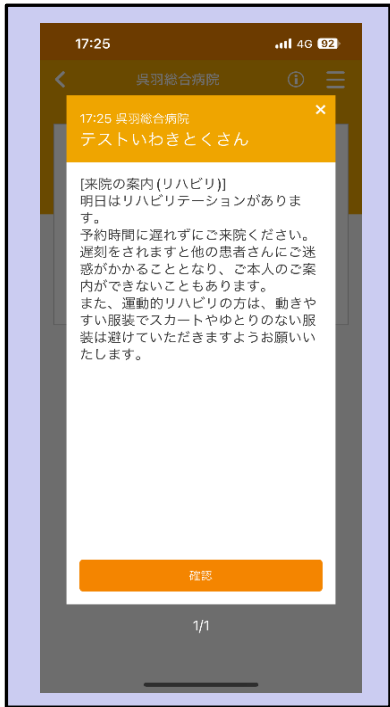 17:25
4G 92
呉羽総合病院
17:25 呉羽総合病院
×
テストいわきとくさん
[来院の案内(リハビリ)]
明日はリハビリテーションがありま
す。
予約時間に遅れずにご来院ください。
遅刻をされますと他の患者さんにご迷
惑がかかることとなり、ご本人のご案
内ができないこともあります。
また、運動的リハビリの方は、動きや
すい服装でスカートやゆとりのない服
装は避けていただきますようお願いい
たします。
確認
1/1